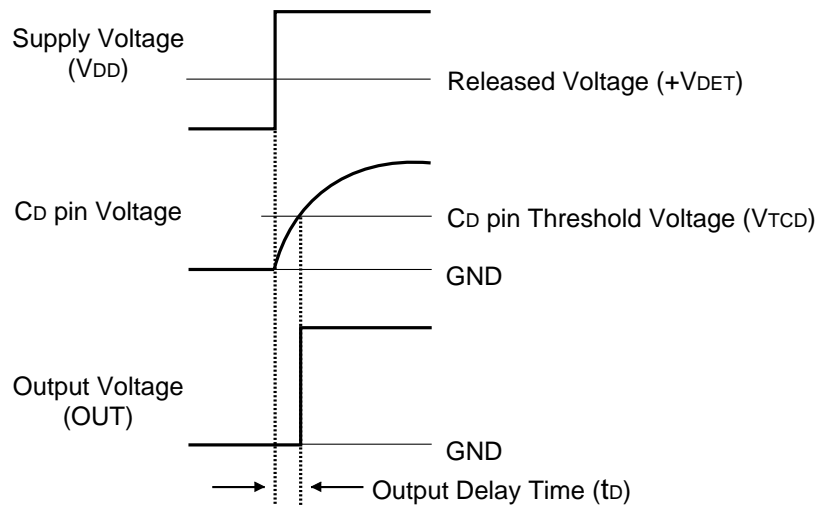 Supply Voltage
(VDD)
Released Voltage (+VDET)
CD pin Voltage
CD pin Threshold Voltage (VTCD)
GND
Output Voltage
(OUT)
GND
Output Delay Time (tD)